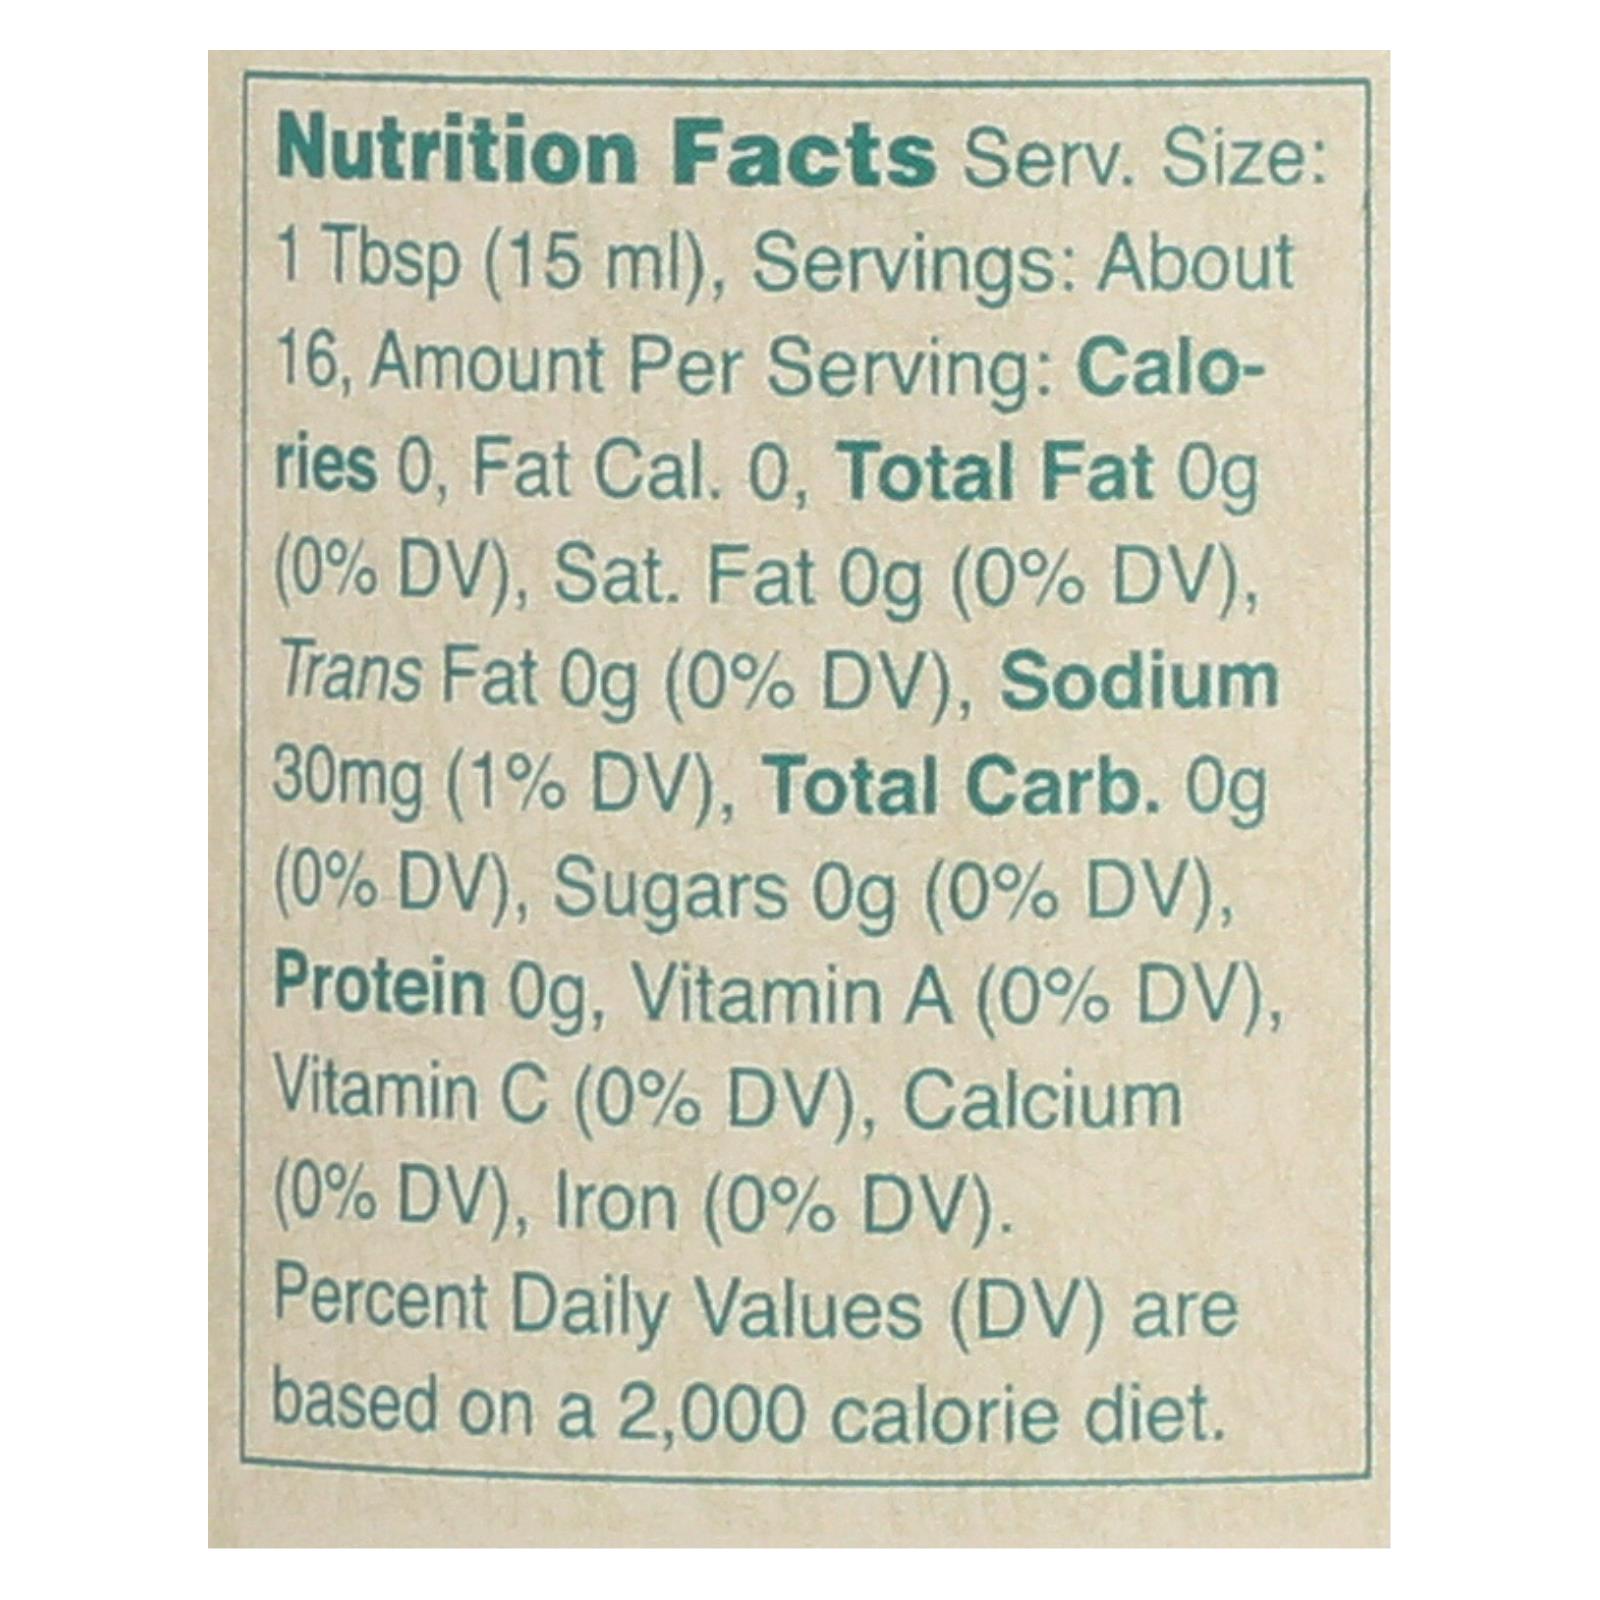 Nutrition Facts Serv. Size:
1 Tbsp (15 ml), Servings: About
16, Amount Per Serving: Calo-
ries 0, Fat Cal. 0, Total Fat 0g
(0% DV), Sat. Fat 0g (0% DV),
Trans Fat 0g (0% DV), Sodium
30mg (1% DV), Total Carb. 0g
(0% DV), Sugars 0g (0% DV),
Protein 0g, Vitamin A (0% DV),
Vitamin C (0% DV), Calcium
(0% DV), Iron (0% DV).
Percent Daily Values (DV) are
based on a 2,000 calorie diet.